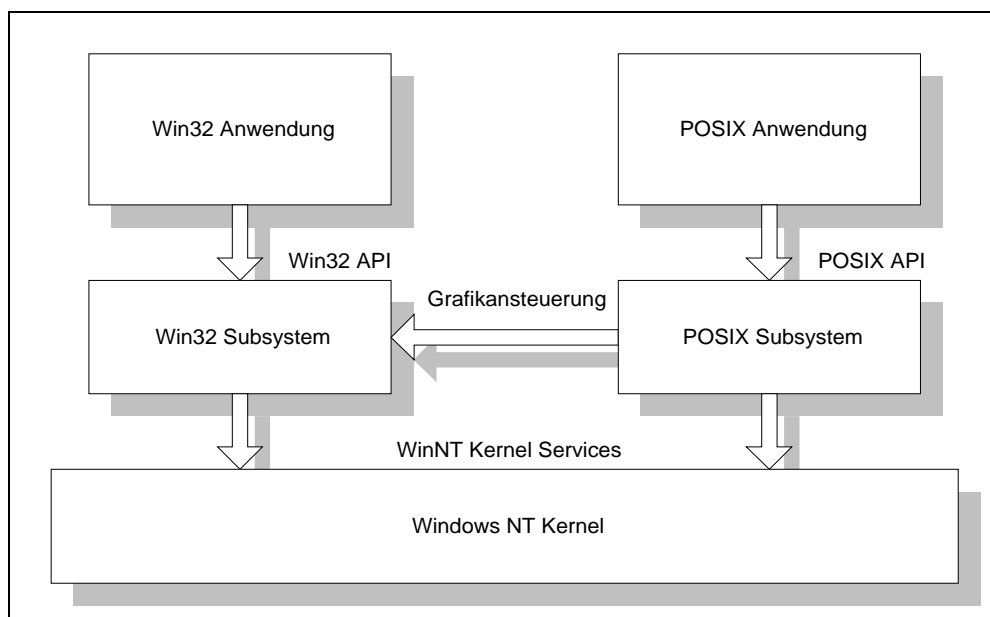 Win32 Anwendung
POSIX Anwendung
Win32 API
POSIX API
Grafikansteuerung
Win32 Subsystem
POSIX Subsystem
WinNT Kernel Services
Windows NT Kernel